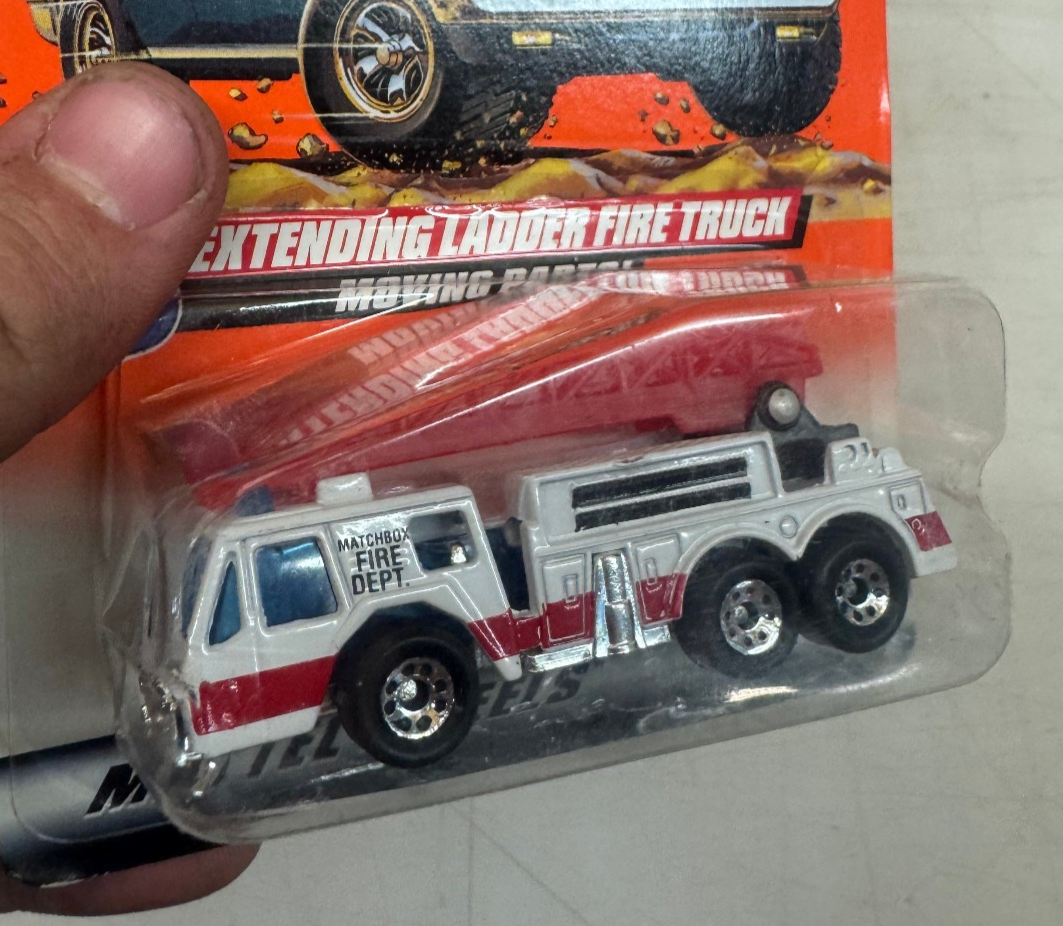 EXTENDING LADDER FIRE TRUCK
MOVING PARTS!
MATCHBOX
FIRE
DEPT.